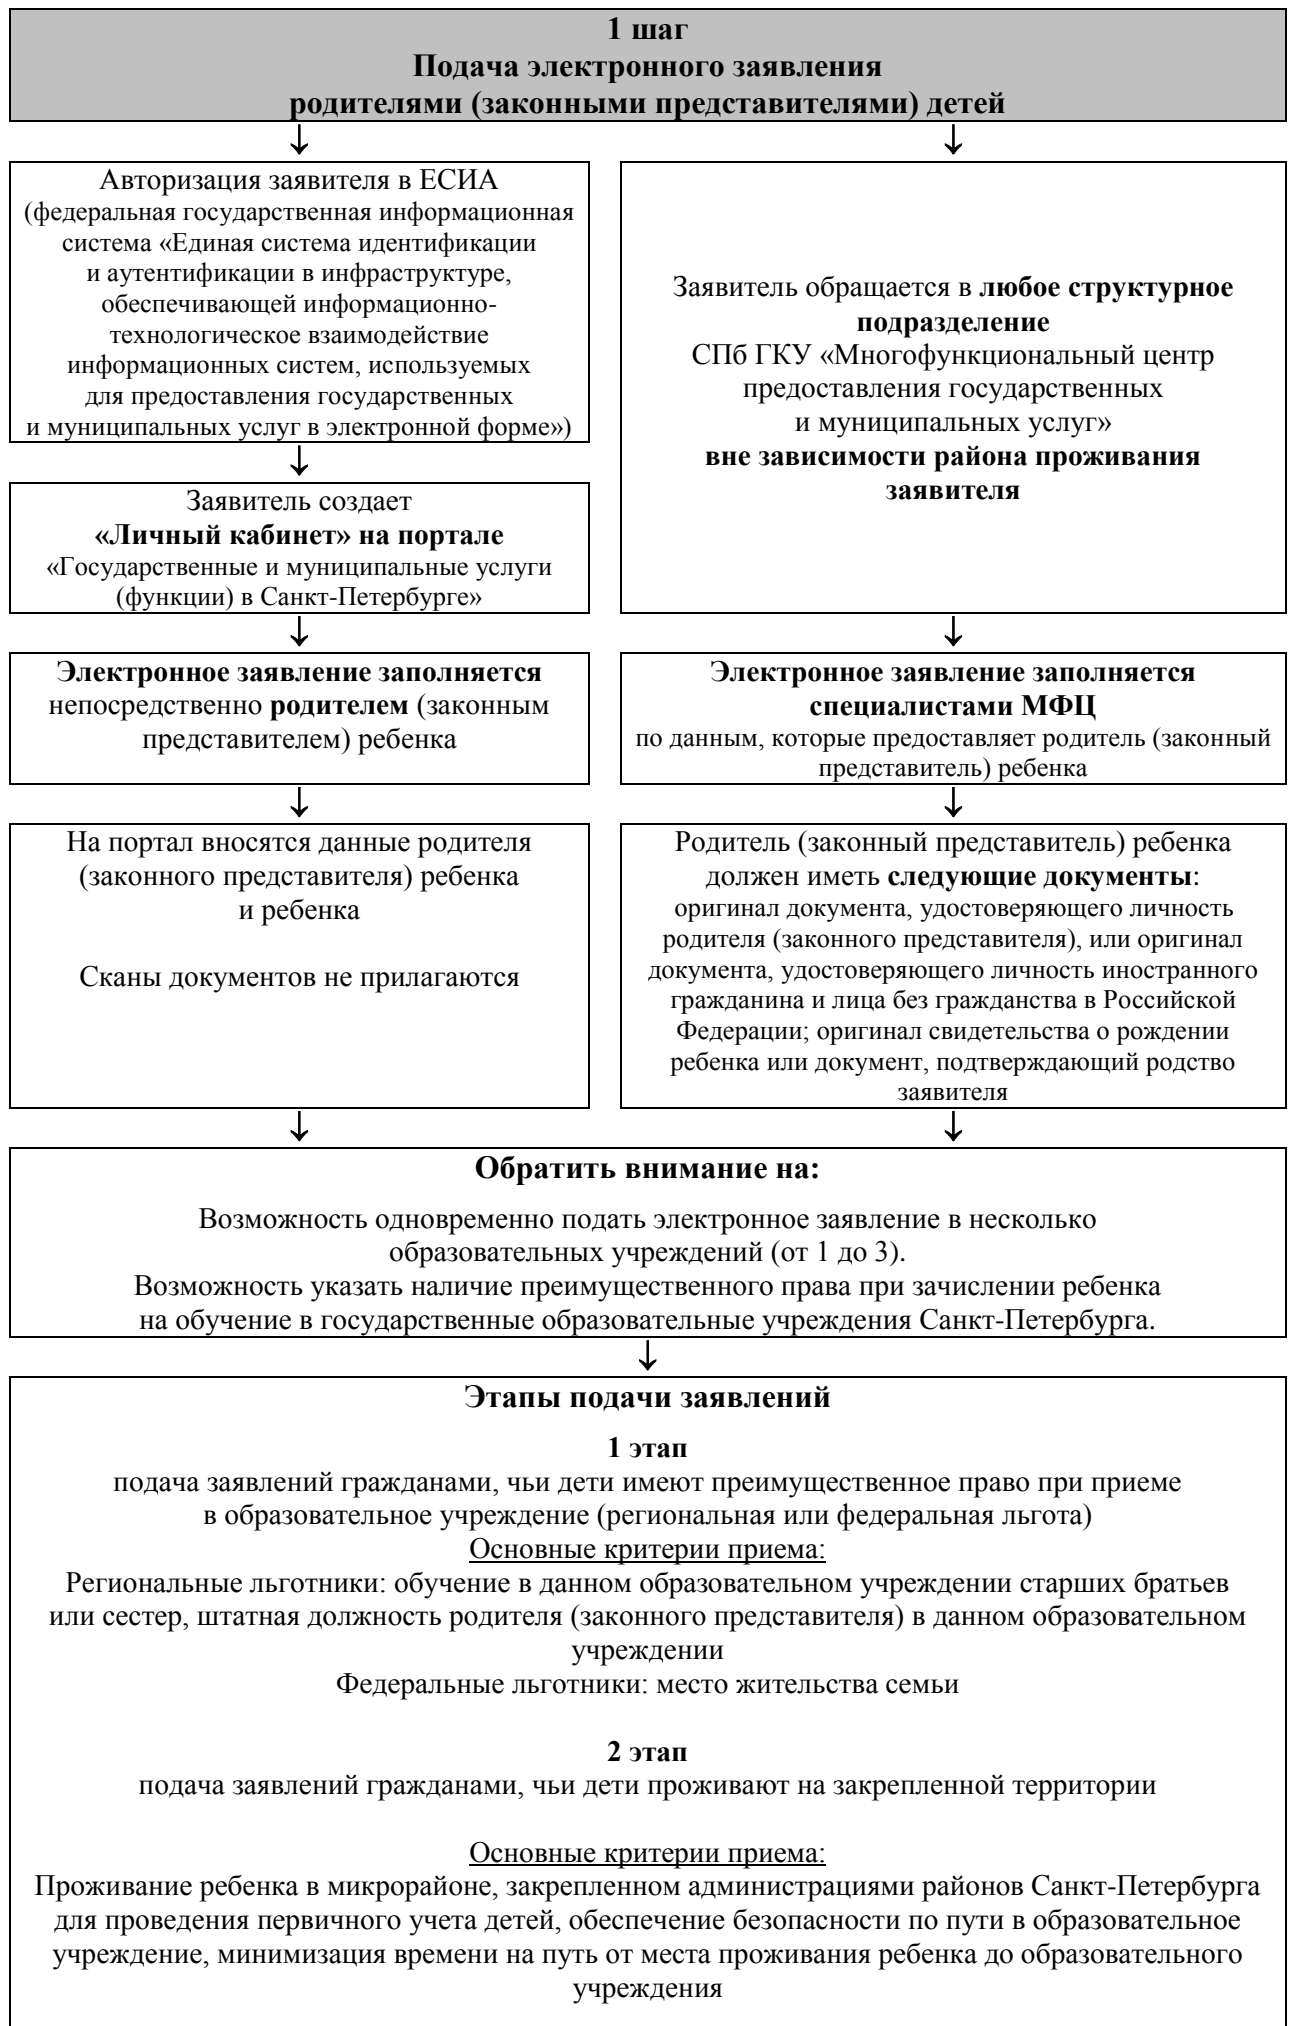 1 шаг
Подача электронного заявления
родителями (законными представителями) детей
↓
↓
Авторизация заявителя в ЕСИА
(федеральная государственная информационная
система «Единая система идентификации
и аутентификации в инфраструктуре,
обеспечивающей информационно-
технологическое взаимодействие
информационных систем, используемых
для предоставления государственных
и муниципальных услуг в электронной форме»)
↓
Заявитель создает
«Личный кабинет» на портале
«Государственные и муниципальные услуги
(функции) в Санкт-Петербурге»
Заявитель обращается в любое структурное
подразделение
СПб ГКУ «Многофункциональный центр
предоставления государственных
и муниципальных услуг»
вне зависимости района проживания
заявителя
↓
↓
Электронное заявление заполняется
непосредственно родителем (законным
представителем) ребенка
Электронное заявление заполняется
специалистами МФЦ
по данным, которые предоставляет родитель (законный
представитель) ребенка
↓
↓
На портал вносятся данные родителя
(законного представителя) ребенка
и ребенка
Сканы документов не прилагаются
Родитель (законный представитель) ребенка
должен иметь следующие документы:
оригинал документа, удостоверяющего личность
родителя (законного представителя), или оригинал
документа, удостоверяющего личность иностранного
гражданина и лица без гражданства в Российской
Федерации; оригинал свидетельства о рождении
ребенка или документ, подтверждающий родство
заявителя
↓
↓
Обратить внимание на:
Возможность одновременно подать электронное заявление в несколько
образовательных учреждений (от 1 до 3).
Возможность указать наличие преимущественного права при зачислении ребенка
на обучение в государственные образовательные учреждения Санкт-Петербурга.
↓
Этапы подачи заявлений
1 этап
подача заявлений гражданами, чьи дети имеют преимущественное право при приеме
в образовательное учреждение (региональная или федеральная льгота)
Основные критерии приема:
Региональные льготники: обучение в данном образовательном учреждении старших братьев
или сестер, штатная должность родителя (законного представителя) в данном образовательном
учреждении
Федеральные льготники: место жительства семьи
2 этап
подача заявлений гражданами, чьи дети проживают на закрепленной территории
Основные критерии приема:
Проживание ребенка в микрорайоне, закрепленном администрациями районов Санкт-Петербурга
для проведения первичного учета детей, обеспечение безопасности по пути в образовательное
учреждение, минимизация времени на путь от места проживания ребенка до образовательного
учреждения